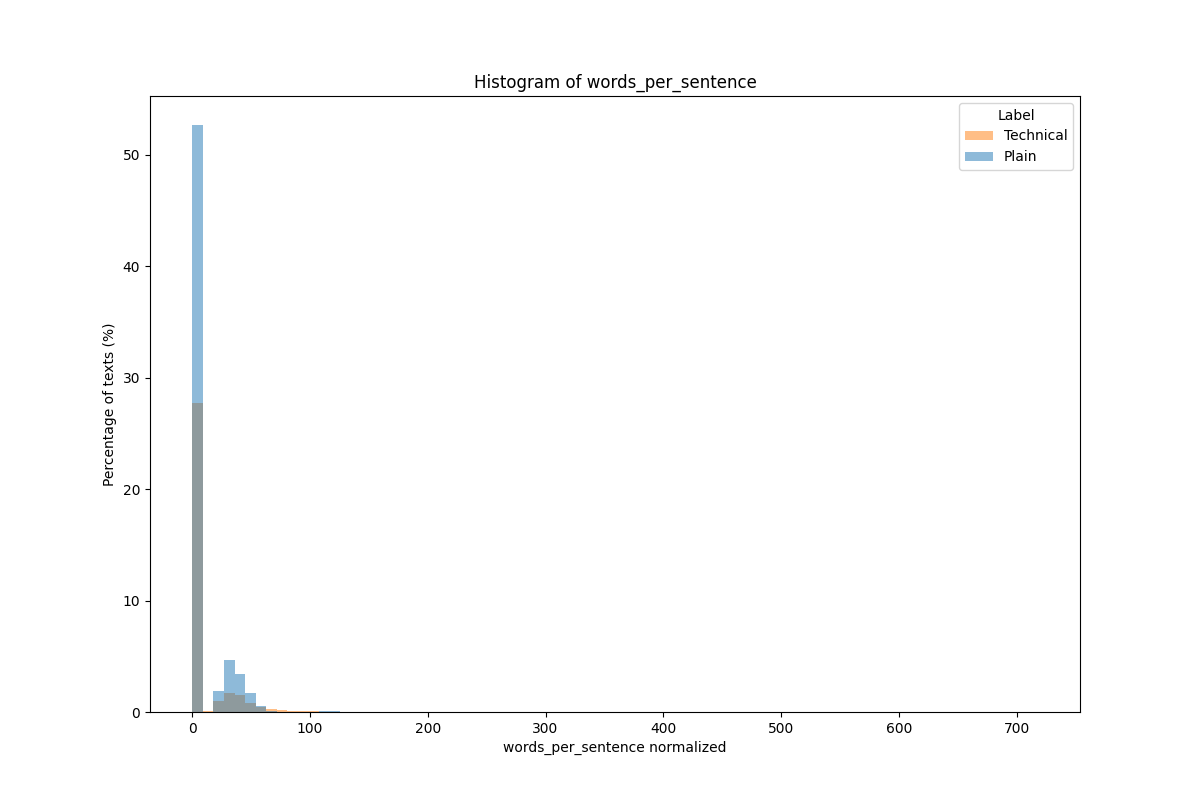 Histogram of words_per_sentence
Label
Technical
Plain
Percentage of texts (%)
50
40
30
20
10
0
0 100 200 300 400 500 600 700
words_per_sentence normalized